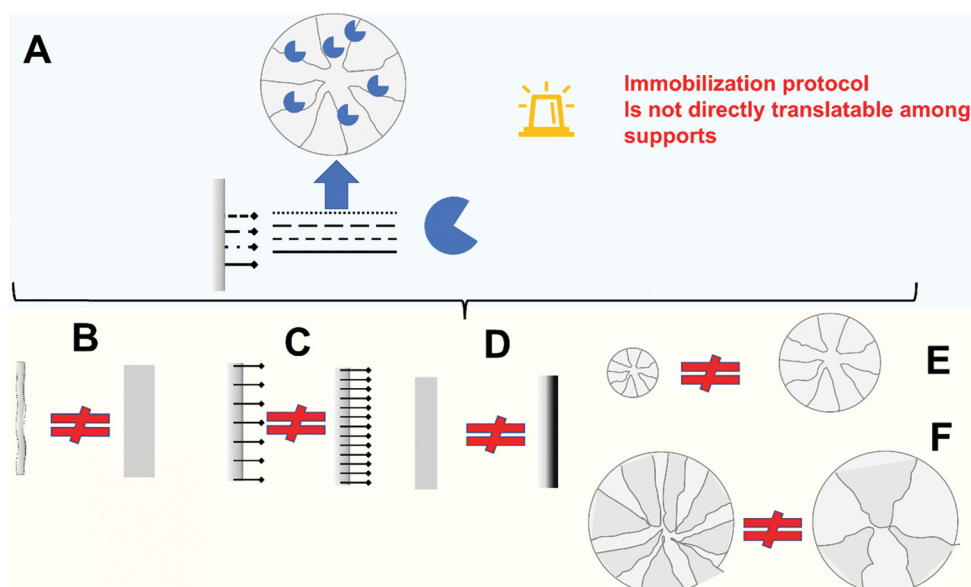 A
Immobilization protocol
Is not directly translatable among
supports
B
C
D
E
F